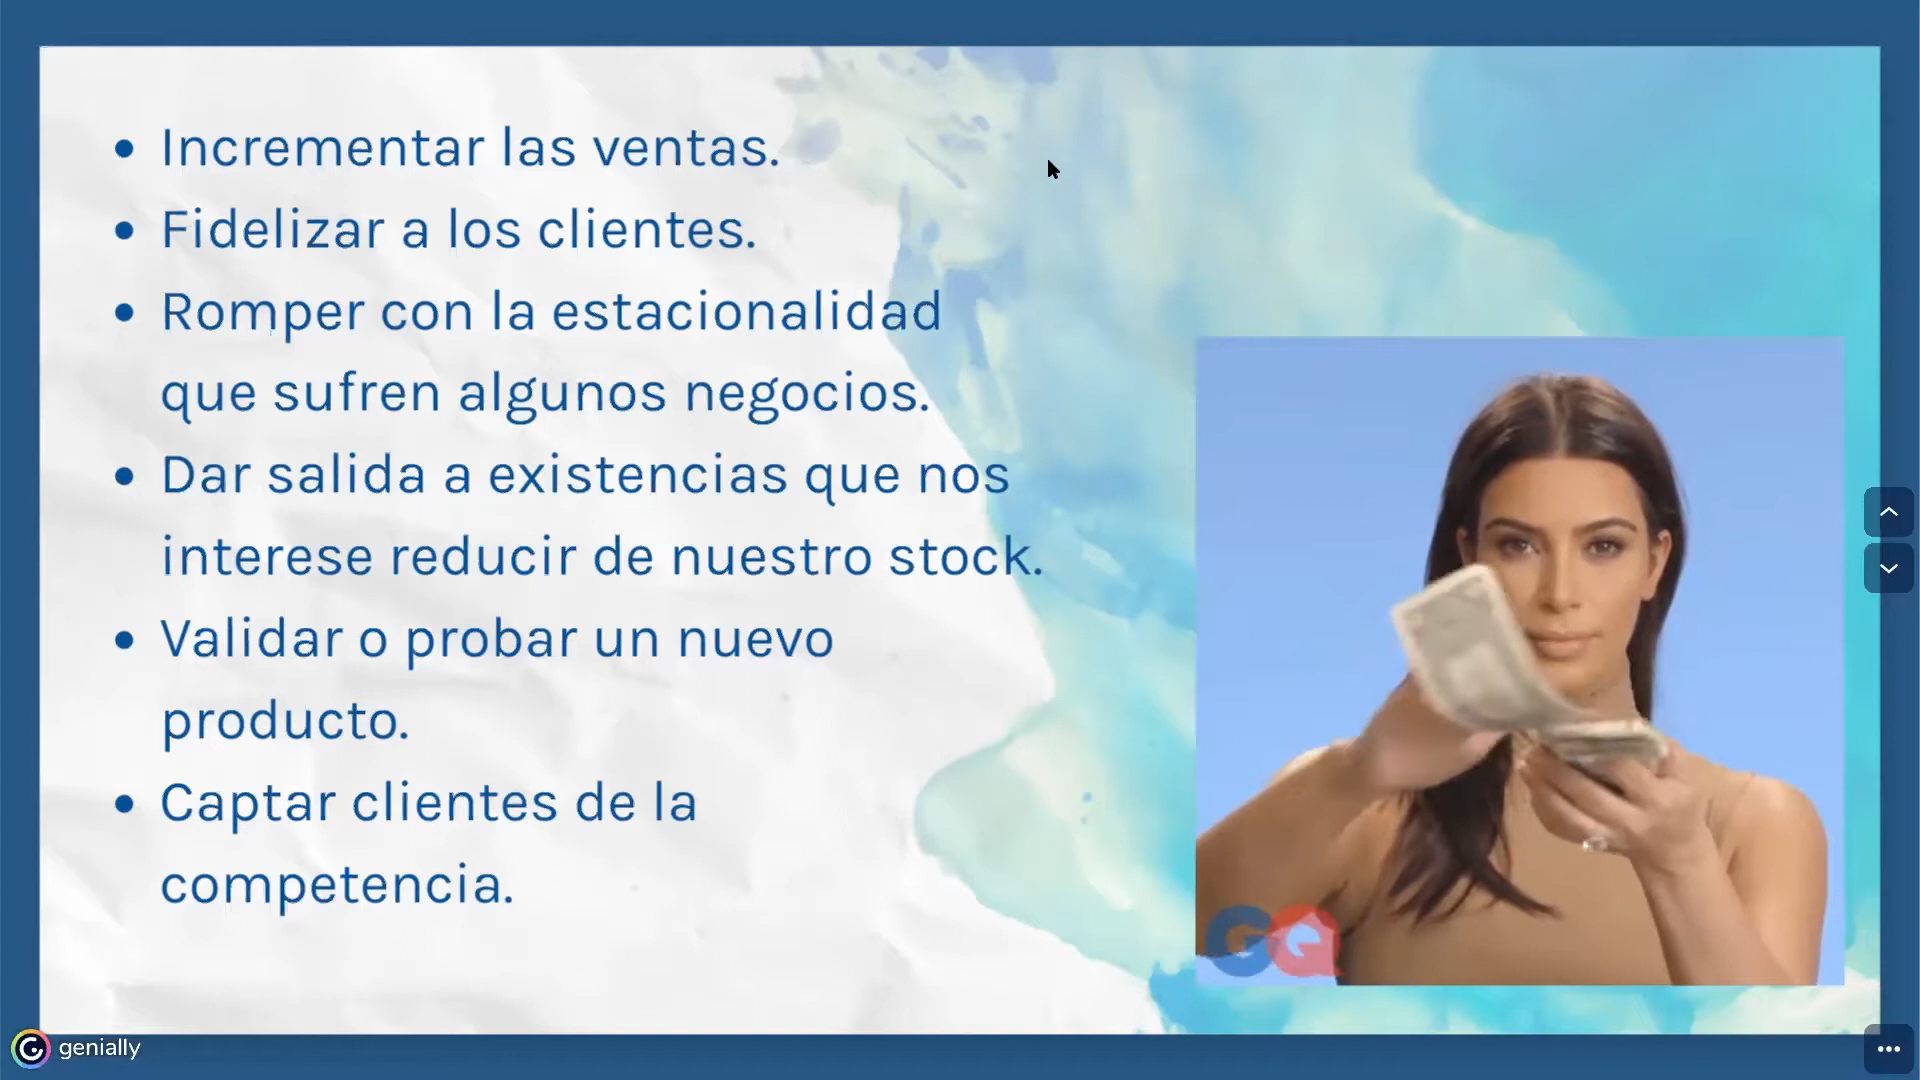 Incrementar las ventas.
Fidelizar a los clientes.
Romper con la estacionalidad
que sufren algunos negocios.
Dar salida a existencias que nos
interese reducir de nuestro stock.
Validar o probar un nuevo
producto.
Captar clientes de la
competencia.
GQ
genially